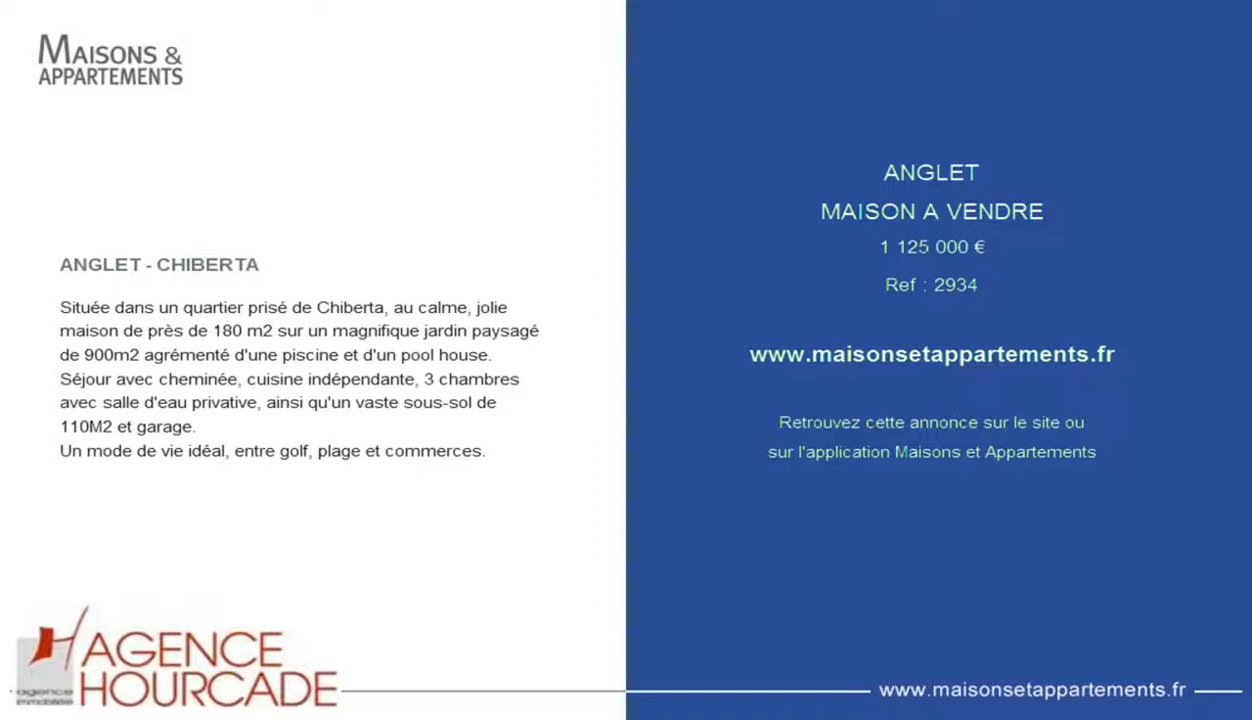 MAISONS &
APPARTEMENTS
ANGLET - CHIBERTA
Située dans un quartier prisé de Chiberta, au calme, jolie
maison de près de 180 m2 sur un magnifique jardin paysagé
de 900m2 agrémenté d'une piscine et d'un pool house.
Séjour avec cheminée, cuisine indépendante, 3 chambres
avec salle d'eau privative, ainsi qu'un vaste sous-sol de
110M2 et garage.
Un mode de vie idéal, entre golf, plage et commerces.
agence
immobilière
AGENCE
HOURCADE
ANGLET
MAISON A VENDRE
1 125 000 €
Ref : 2934
www.maisonsetappartements.fr
Retrouvez cette annonce sur le site ou
sur l'application Maisons et Appartements
www.maisonsetappartements.fr